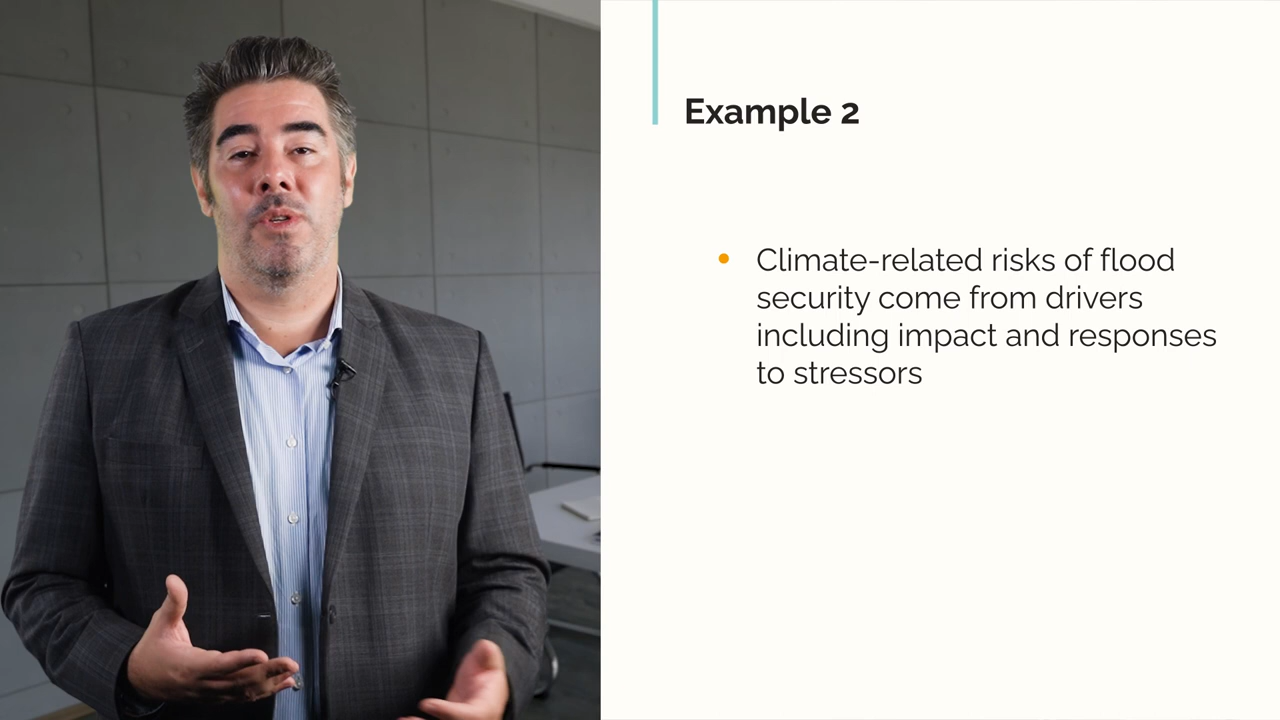 Example 2
Climate-related risks of flood
security come from drivers
including impact and responses
to stressors